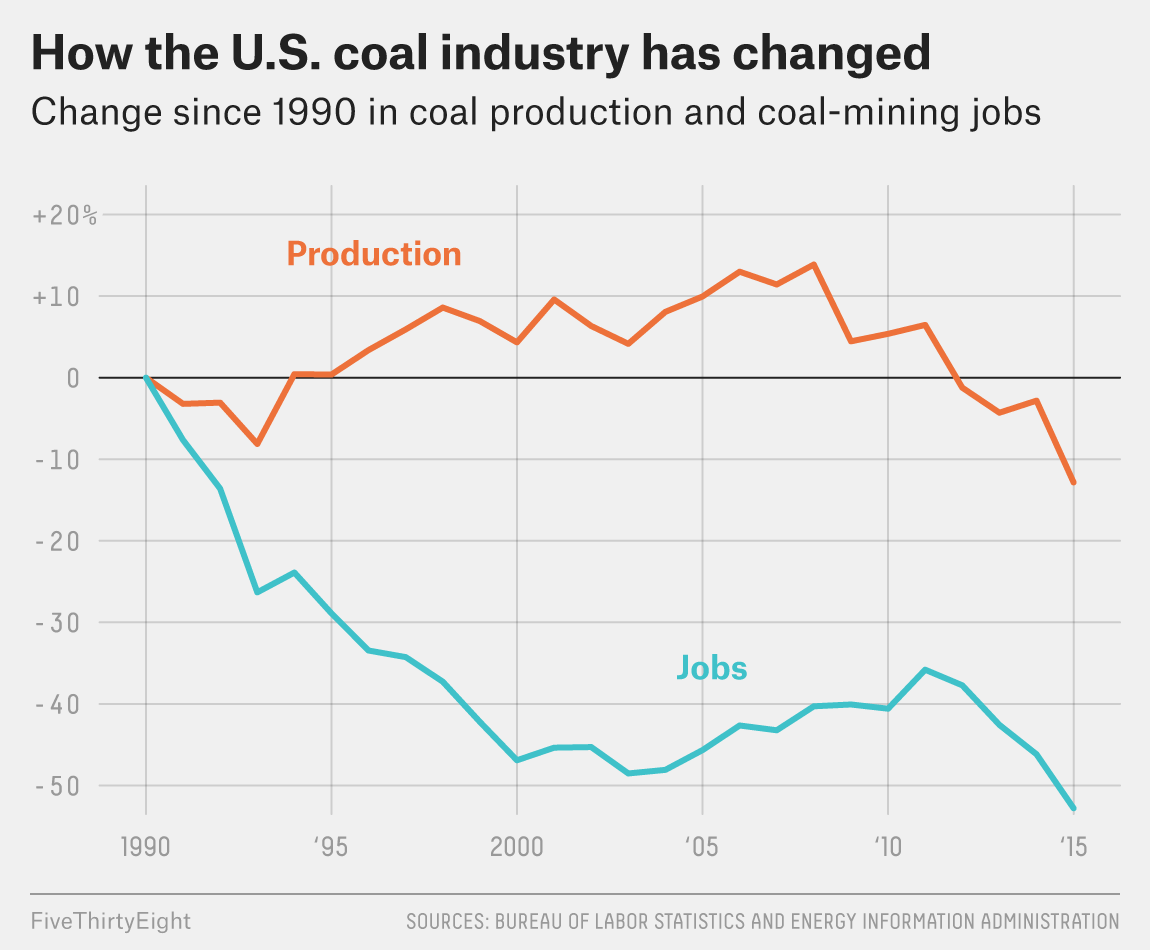 How the U.S. coal industry has changed
Change since 1990 in coal production and coal-mining jobs
+20%
Production
+10
0
-10
-20
-30
Jobs
-40
-50
1990 ‘95 2000 ‘05 ‘10 ‘15
FiveThirtyEight SOURCES: BUREAU OF LABOR STATISTICS AND ENERGY INFORMATION ADMINISTRATION